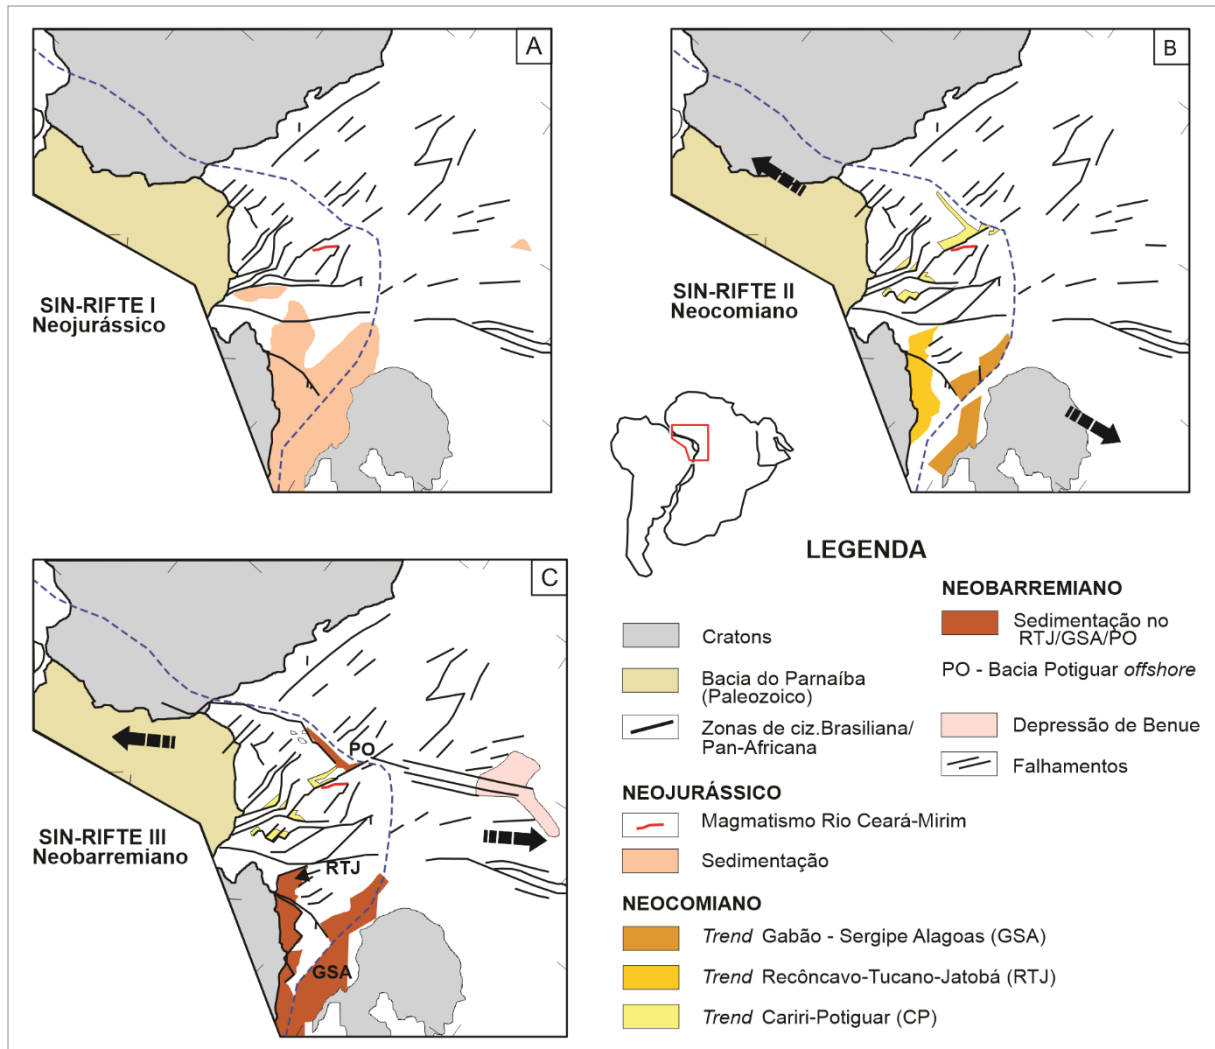 A
SIN-RIFTE I
Neojurássico
B
SIN-RIFTE II
Neocomiano
C
PO
SIN-RIFTE III
Neobarremiano
RTJ
GSA
LEGENDA
Cratons
Bacia do Parnaíba
(Paleozoico)
Zonas de ciz.Brasiliana/
Pan-Africana
NEOJURÁSSICO
Magmatismo Rio Ceará-Mirim
Sedimentação
NEOCOMIANO
Trend Gabão - Sergipe Alagoas (GSA)
Trend Recôncavo-Tucano-Jatobá (RTJ)
Trend Cariri-Potiguar (CP)
NEOBARREMIANO
Sedimentação no
RTJ/GSA/PO
PO - Bacia Potiguar offshore
Depressão de Benue
Falhamentos